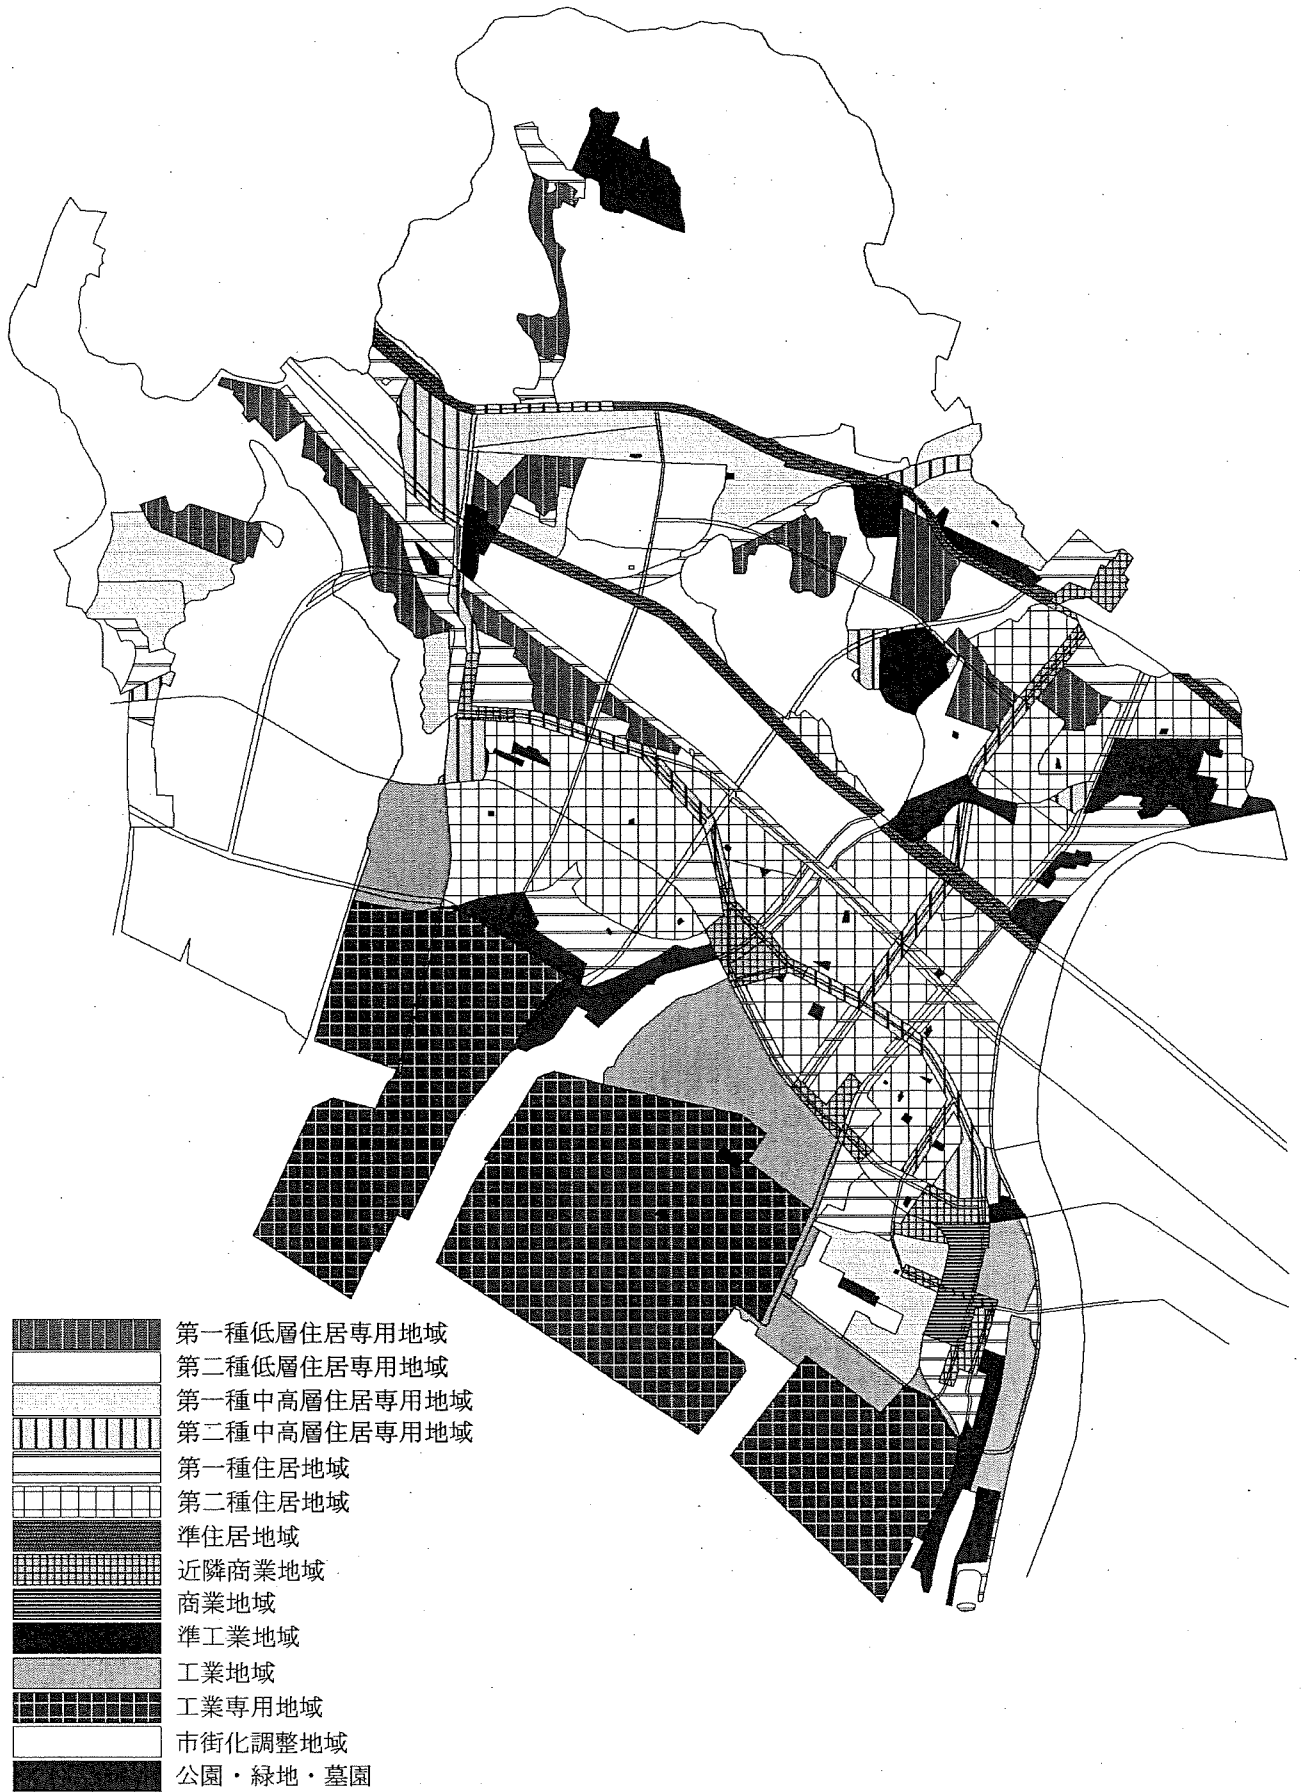 第一種低層住居専用地域
第二種低層住居専用地域
第一種中高層住居専用地域
第二種中高層住居専用地域
第一種住居地域
第二種住居地域
準住居地域
近隣商業地域
商業地域
準工業地域
工業地域
工業専用地域
市街化調整地域
公園・緑地・墓園